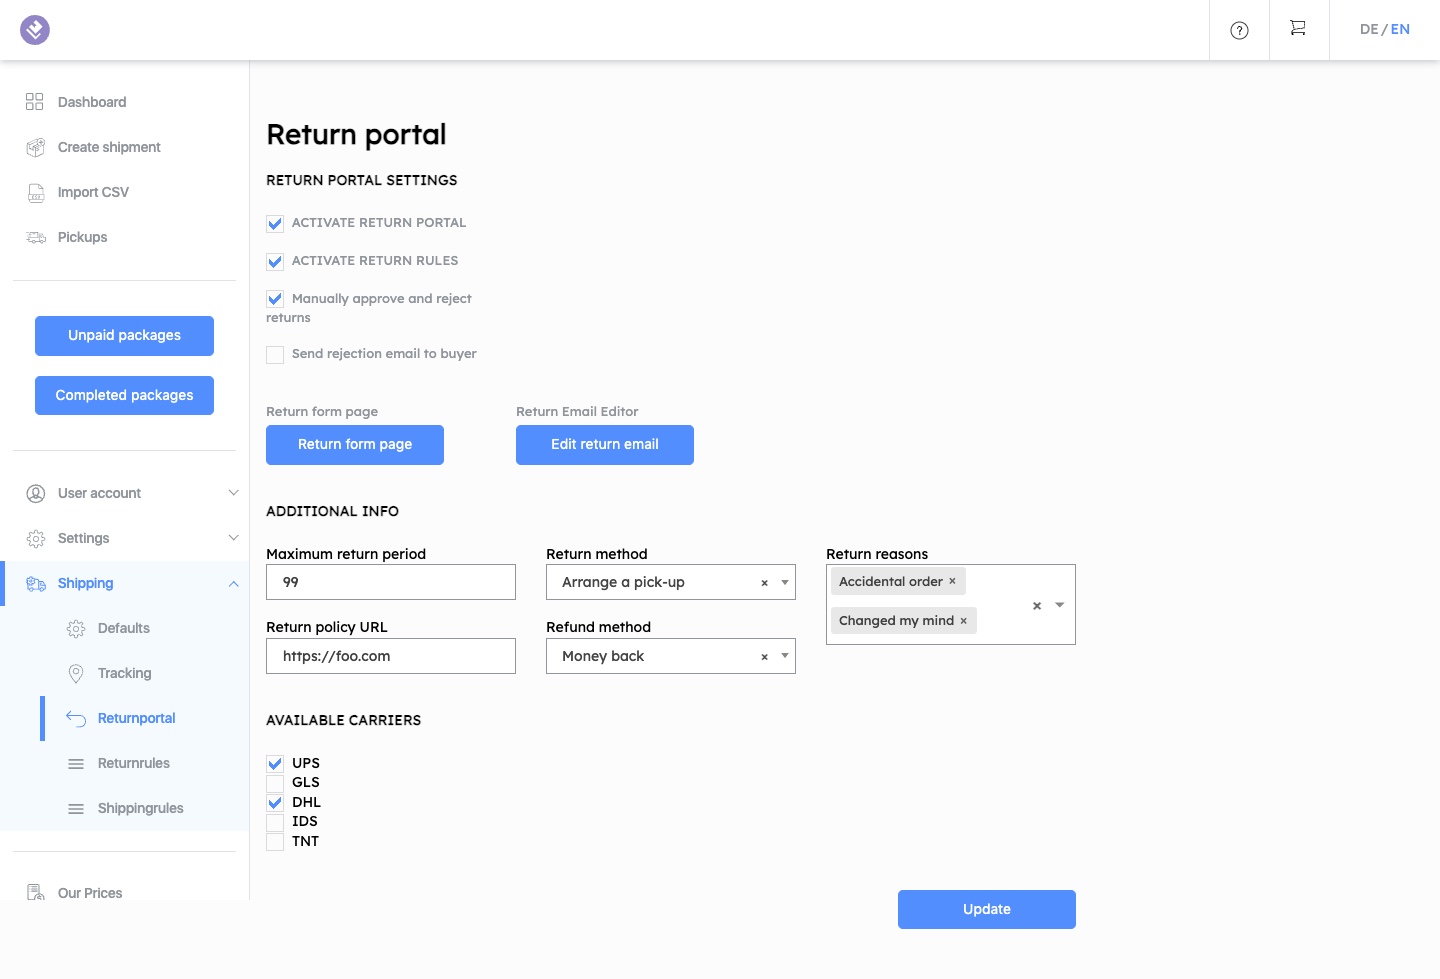 DE / EN
Dashboard
Create shipment
Import CSV
Pickups
Unpaid packages
Completed packages
User account
Settings
Shipping
Defaults
Tracking
Returnportal
Returnrules
Shippingrules
Our Prices
Return portal
RETURN PORTAL SETTINGS
ACTIVATE RETURN PORTAL
ACTIVATE RETURN RULES
Manually approve and reject
returns
Send rejection email to buyer
Return form page
Return Email Editor
Return form page
Edit return email
ADDITIONAL INFO
Maximum return period
99
Return method
Arrange a pick-up ×
Return reasons
Accidental order ×
Changed my mind ×
×
Return policy URL
https://foo.com
Refund method
Money back ×
AVAILABLE CARRIERS
UPS
GLS
DHL
IDS
TNT
Update